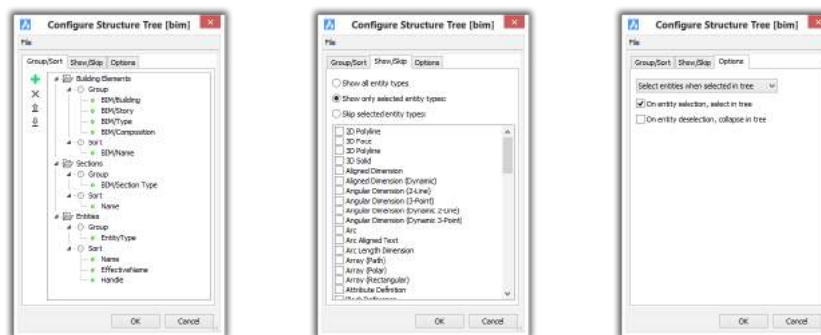 Configure Structure Tree [bim]
File
Group/Sort Show/Skip Options
Building Elements
Group
BIM/Building
BIM/Story
BIM/Type
BIM/Composition
Sort
BIM/Name
Sections
Group
BIM/Section Type
Sort
Name
Entities
Group
EntityType
Sort
Name
EffectiveName
Handle
OK Cancel
Configure Structure Tree [bim]
File
Group/Sort Show/Skip Options
Show all entity types
Show only selected entity types:
Skip selected entity types:
2D Polyline
3D Face
3D Polyline
3D Solid
Aligned Dimension
Aligned Dimension (Dynamic)
Angular Dimension (2-Line)
Angular Dimension (3-Point)
Angular Dimension (Dynamic 2-Line)
Angular Dimension (Dynamic 3-Point)
Arc
Arc Aligned Text
Arc Length Dimension
Array (Path)
Array (Polar)
Array (Rectangular)
Attribute Definition
OK Cancel
Configure Structure Tree [bim]
File
Group/Sort Show/Skip Options
Select entities when selected in tree
On entity selection, select in tree
On entity deselection, collapse in tree
OK Cancel